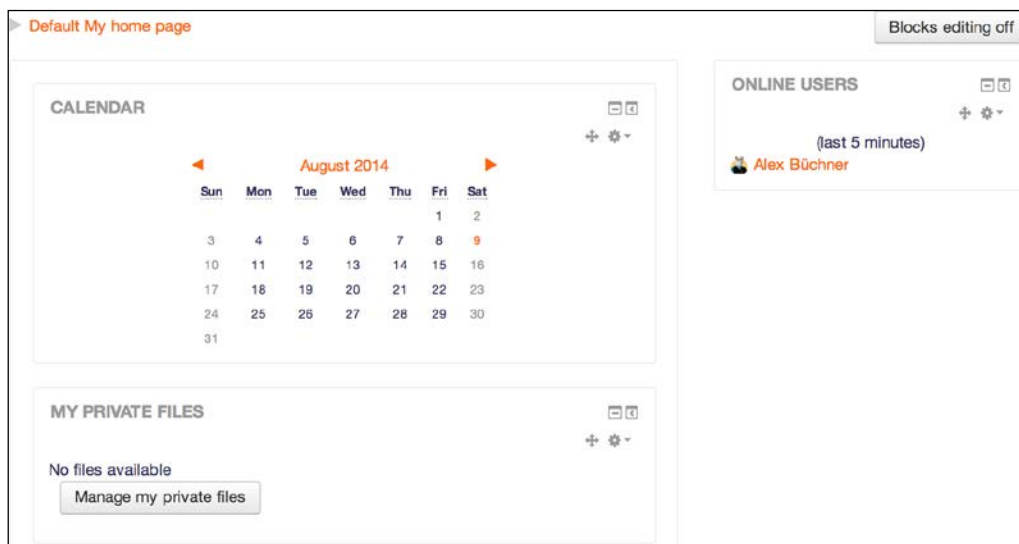 Default My home page
Blocks editing off
CALENDAR
August 2014
Sun Mon Tue Wed Thu Fri Sat
1 2
3 4 5 6 7 8 9
10 11 12 13 14 15 16
17 18 19 20 21 22 23
24 25 26 27 28 29 30
31
MY PRIVATE FILES
No files available
Manage my private files
ONLINE USERS
(last 5 minutes)
Alex Büchner